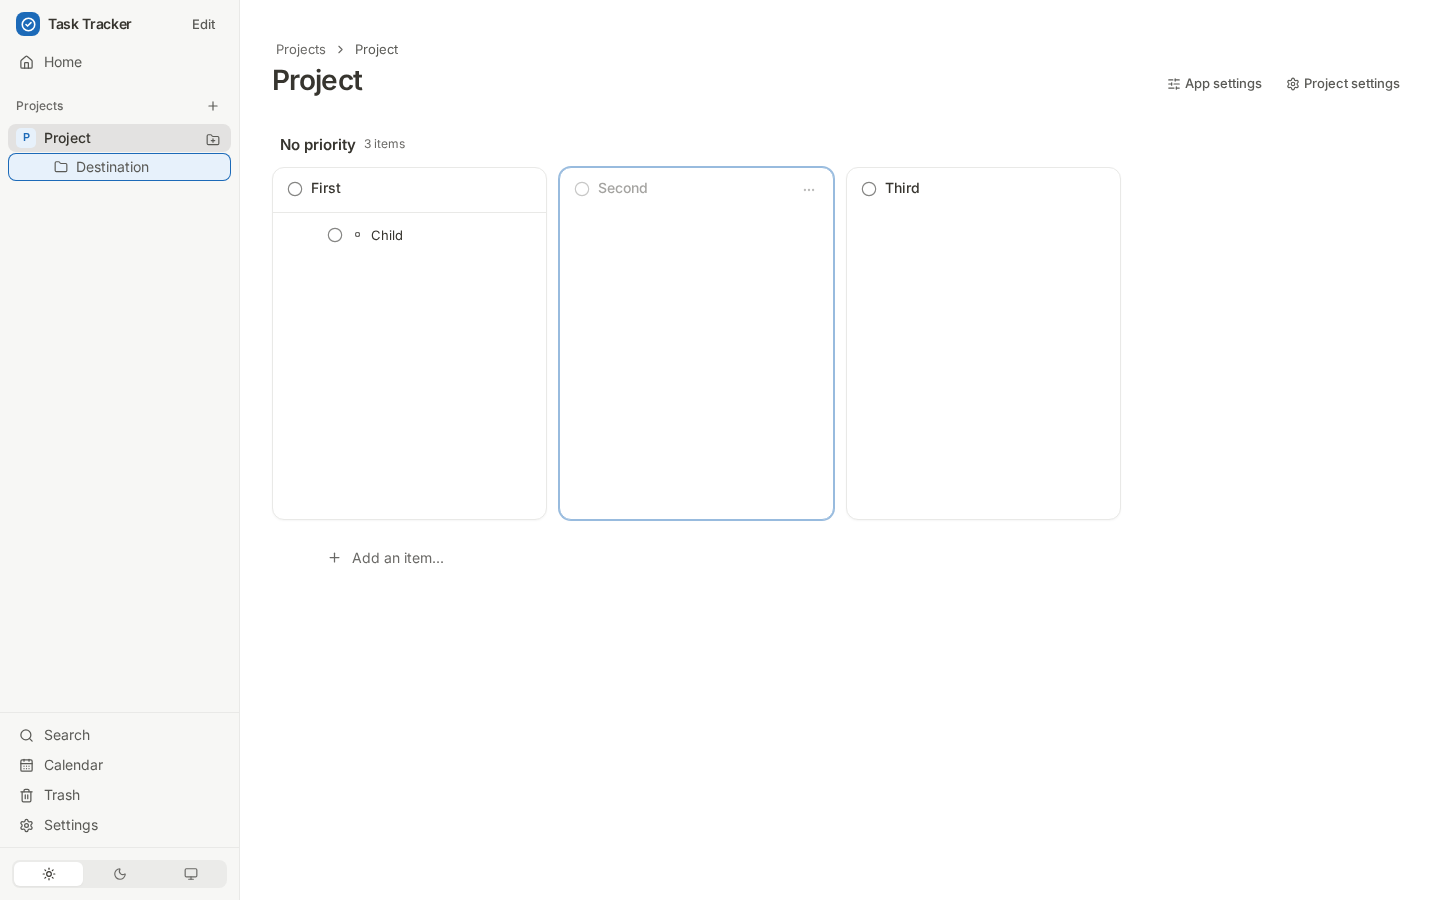 Task Tracker
Edit
Home
Projects
P
Project
Destination
Search
Calendar
Trash
Settings
Projects
Project
Project
App settings
Project settings
No priority
3 items
First
Child
Second
Third
Add an item...